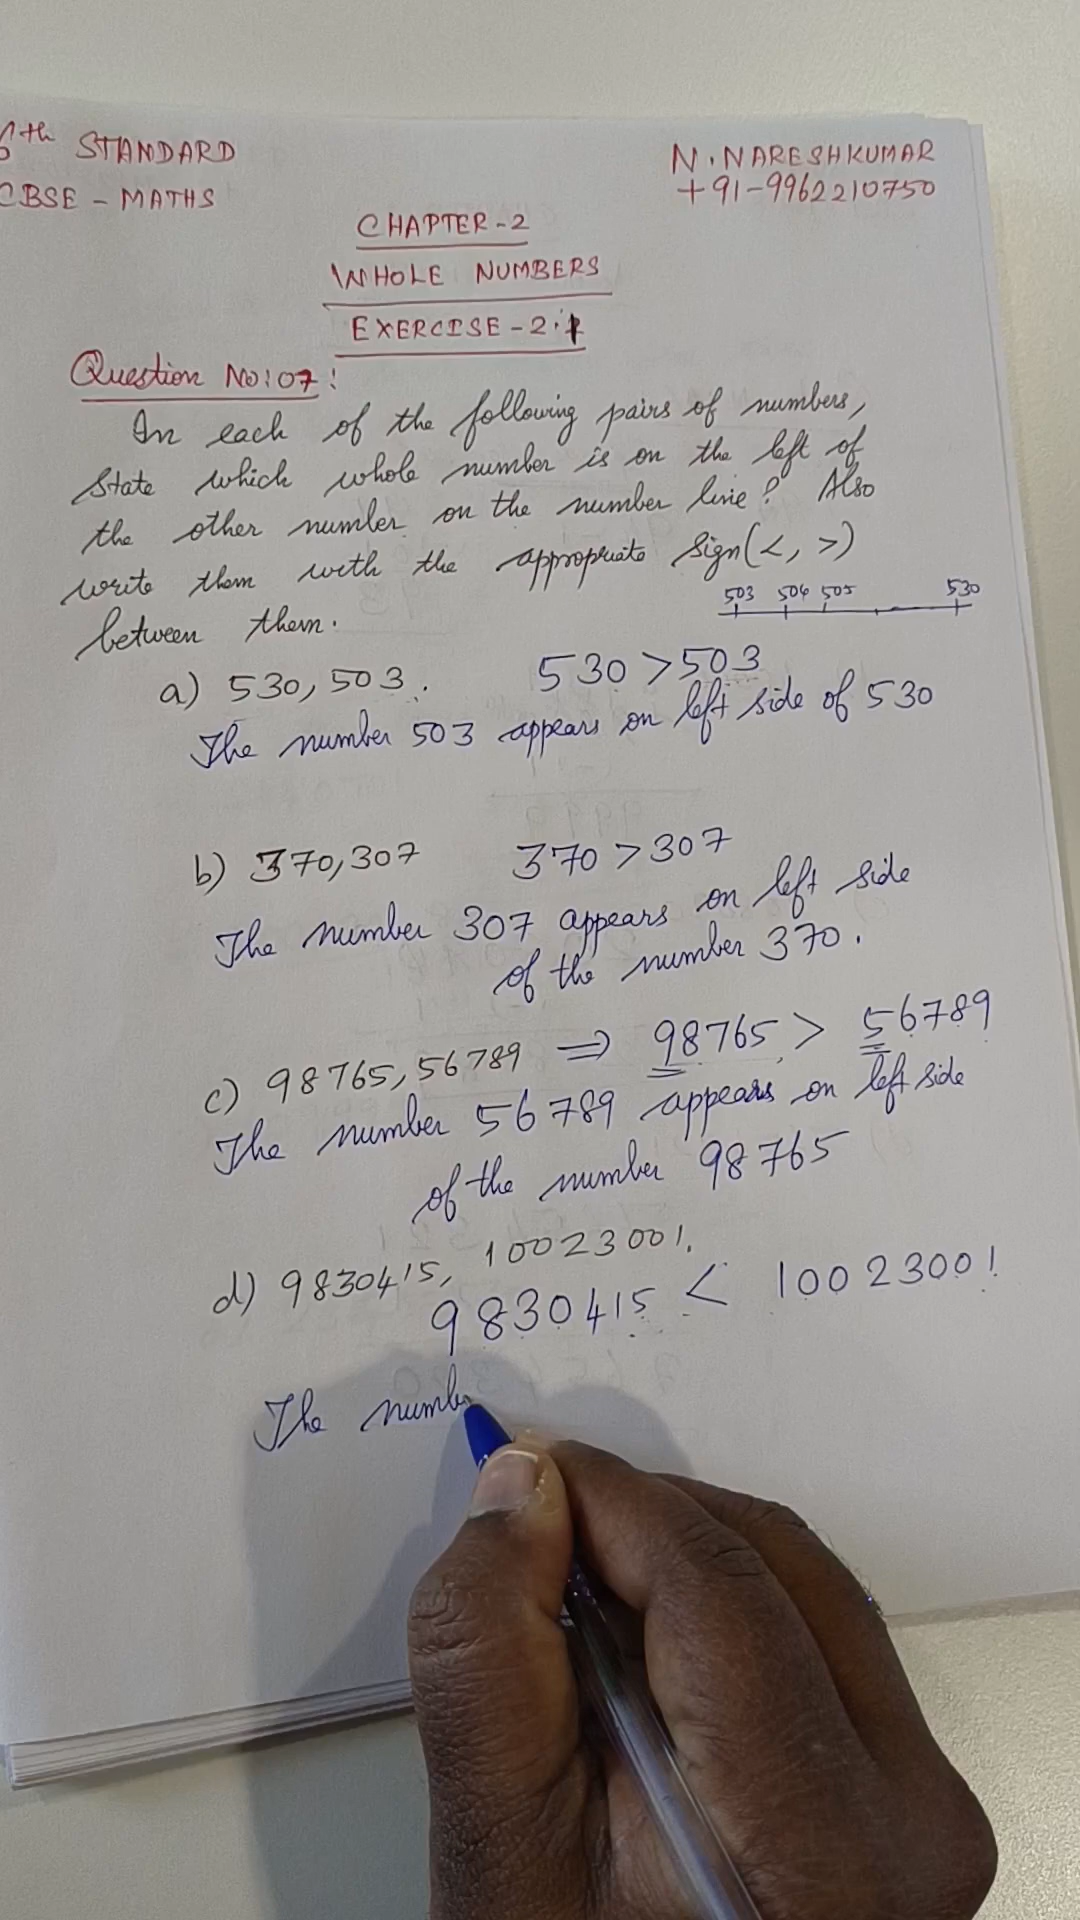 6th STANDARD
CBSE - MATHS
N. NARESHKUMAR
+91-9962210750
CHAPTER-2
WHOLE NUMBERS
EXERCISE-2.1
Question No:07:
In each of the following pairs of numbers,
State which whole number is on the left of
the other number on the number line? Also
write them with the appropriate sign(<, >)
between them.
503 504 505 530
a) 530, 503. 530 > 503
The number 503 appears on left side of 530
b) 370, 307 370 > 307
The number 307 appears on left side
of the number 370.
c) 98765, 56789 ⇒ 98765 > 56789
The number 56789 appears on left side
of the number 98765
d) 9830415, 10023001.
9830415 < 10023001
The numbe